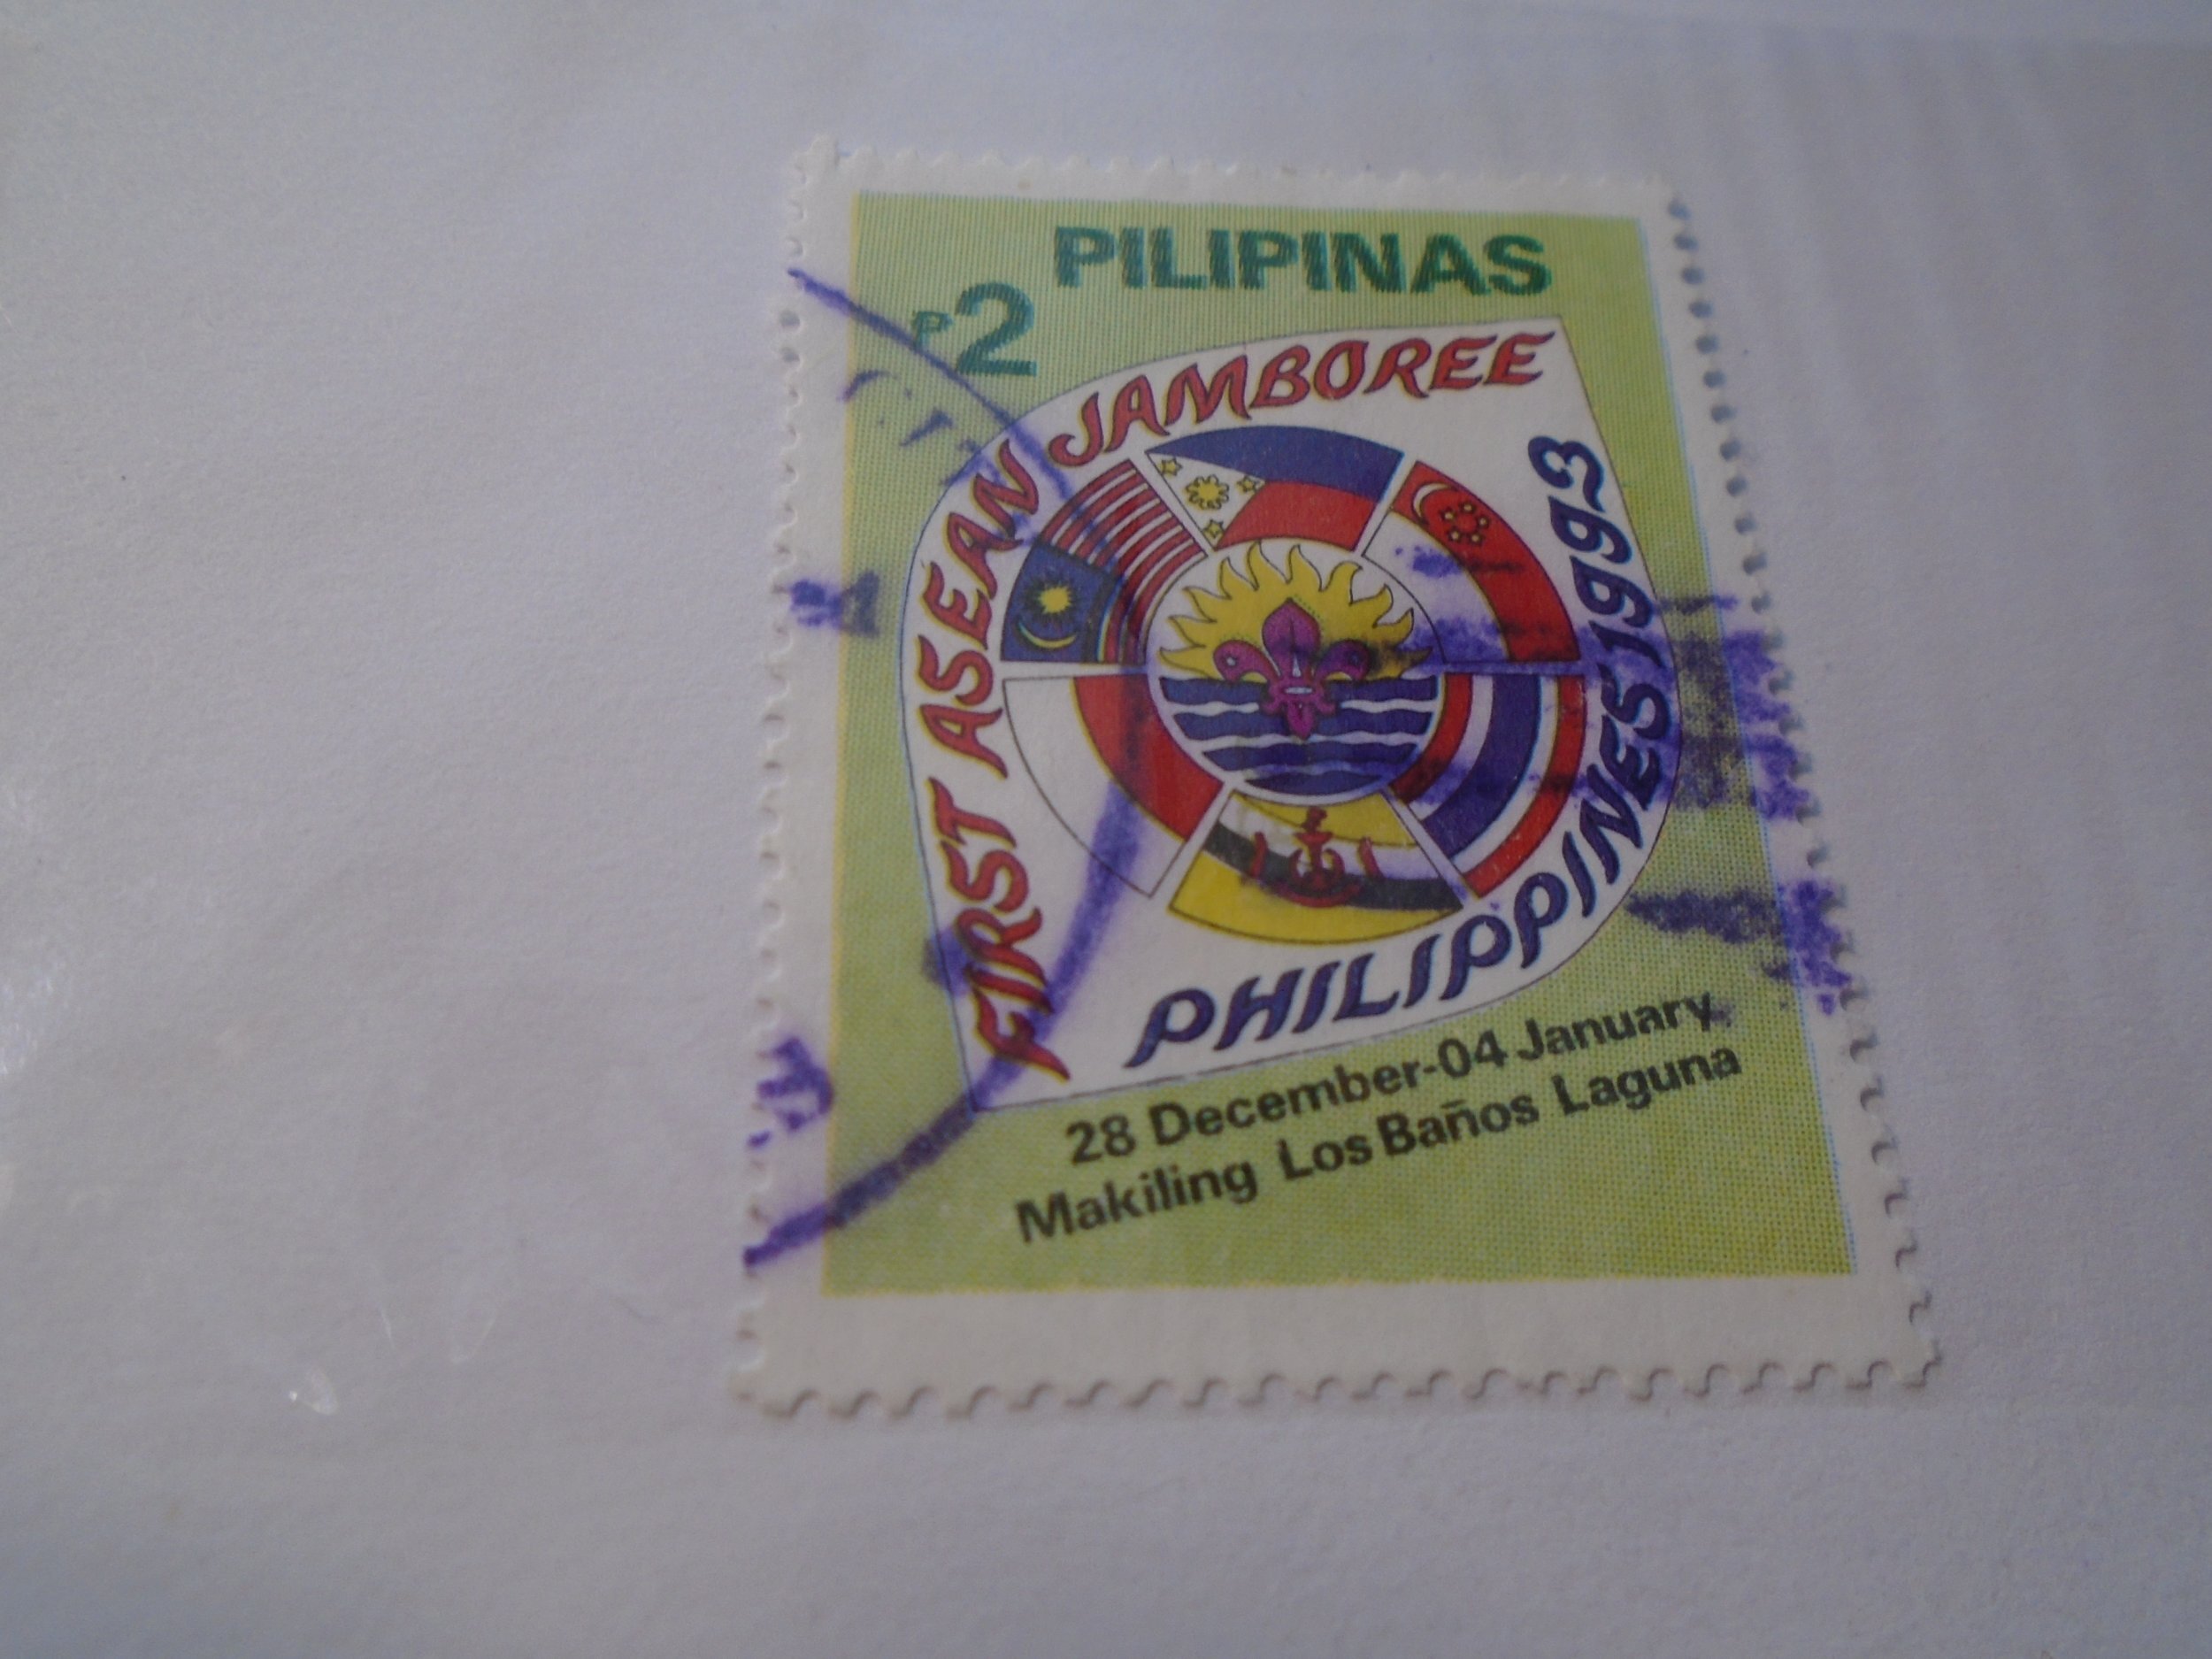 PILIPINAS
P2
FIRST ASEAN JAMBOREE
PHILIPPINES 1993
28 December-04 January
Makiling Los Baños Laguna